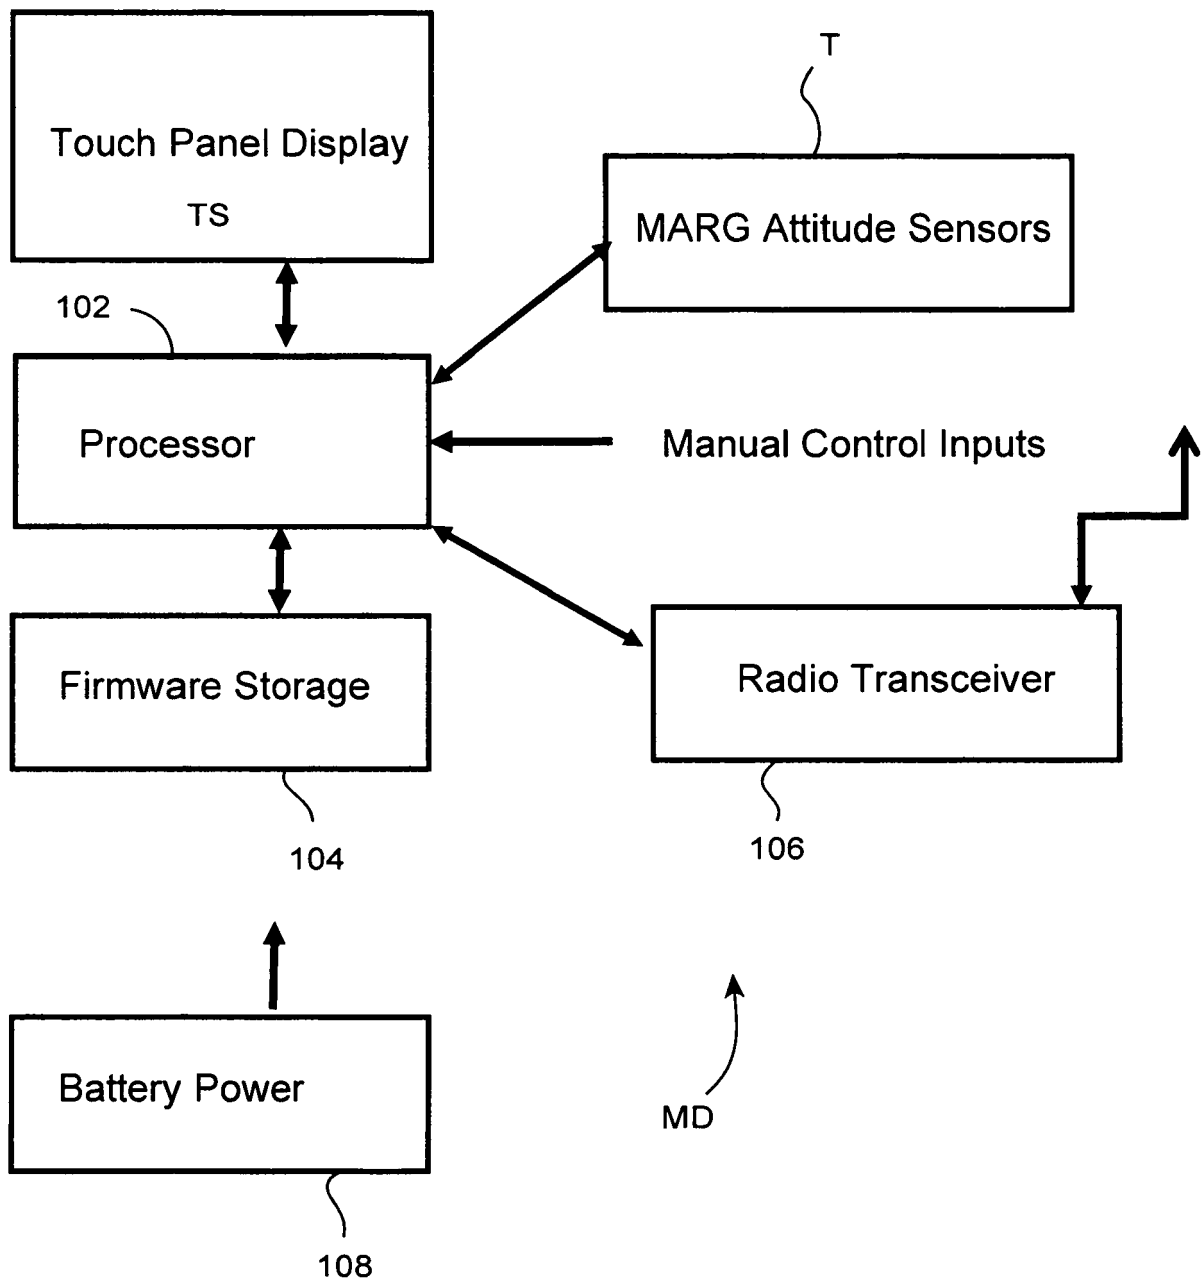 T
Touch Panel Display
TS
MARG Attitude Sensors
102
Processor
Manual Control Inputs
Firmware Storage
Radio Transceiver
104
106
Battery Power
MD
108